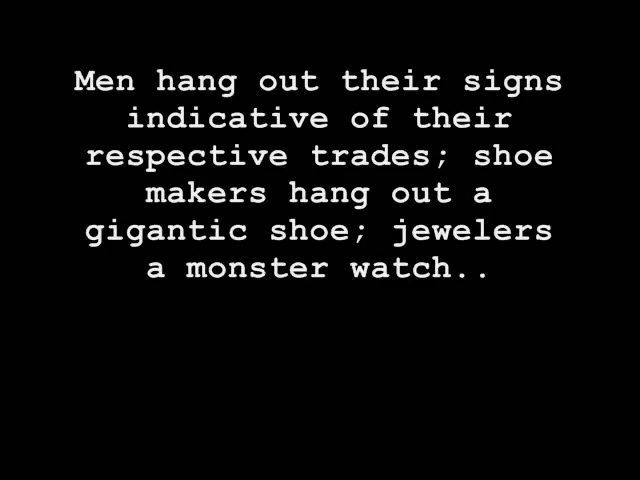 Men hang out their signs
indicative of their
respective trades; shoe
makers hang out a
gigantic shoe; jewelers
a monster watch..